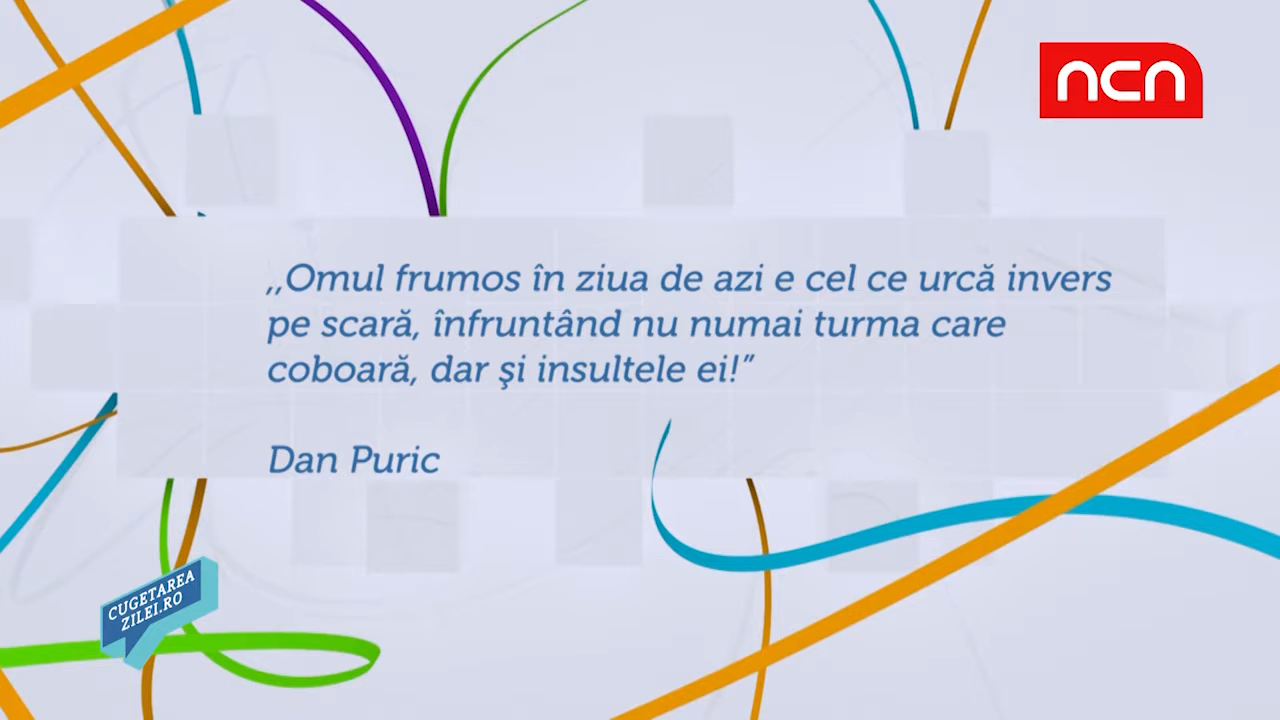 ncn
,,Omul frumos în ziua de azi e cel ce urcă invers
pe scară, înfruntând nu numai turma care
coboară, dar şi insultele ei!”
Dan Puric
CUGETAREA
ZILEI.RO